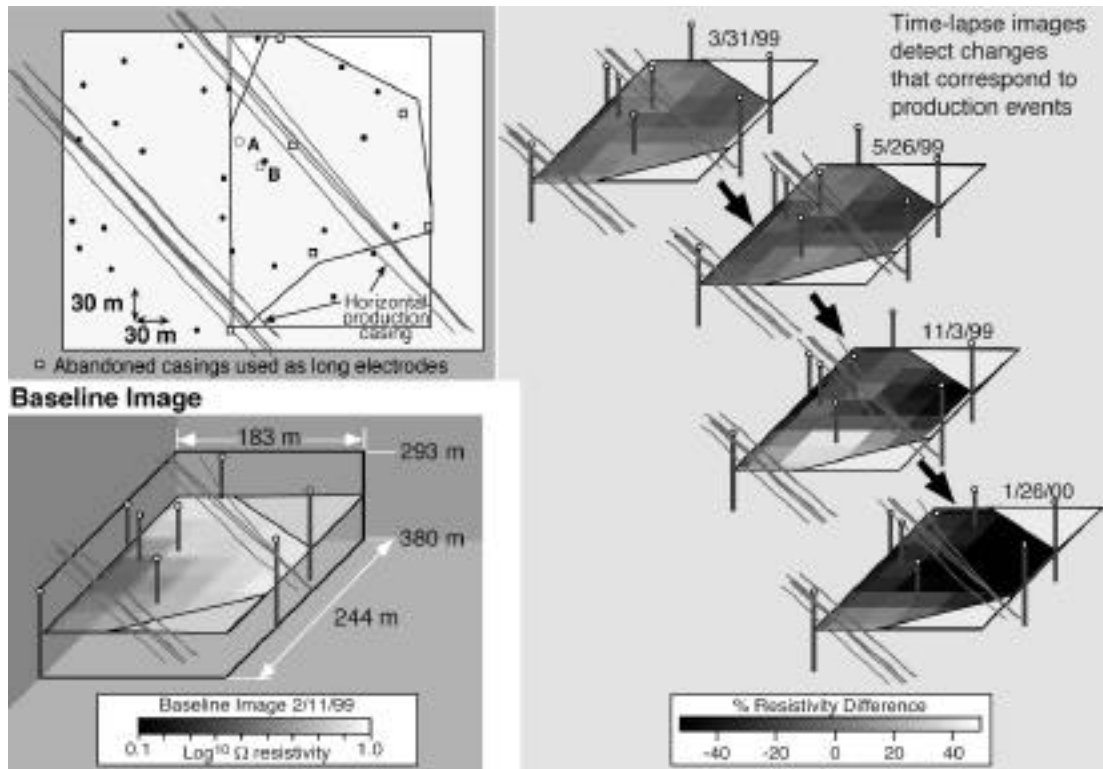 A
B
30 m
30 m
Horizontal
production
casing
Abandoned casings used as long electrodes
Baseline Image
183 m
293 m
380 m
244 m
Baseline Image 2/11/99
0.1
Log¹⁰ Ω resistivity
1.0
Time-lapse images
detect changes
that correspond to
production events
3/31/99
5/26/99
11/3/99
1/26/00
% Resistivity Difference
-40 -20 0 20 40